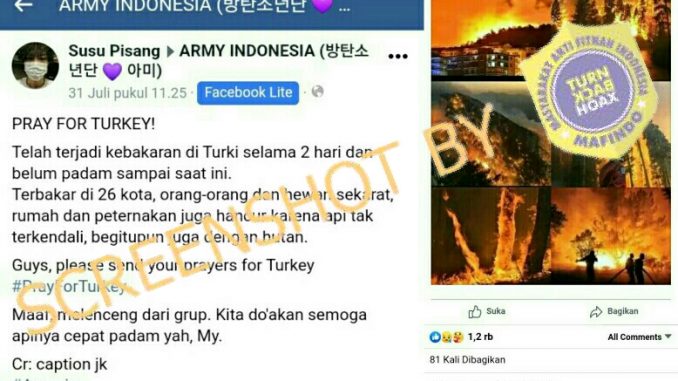 ARMY INDONESIA (방탄소년단 💜 ...
Susu Pisang ▸ ARMY INDONESIA (방탄소
년단 💜 아미)
31 Juli pukul 11.25 · Facebook Lite ·
PRAY FOR TURKEY!
Telah terjadi kebakaran di Turki selama 2 hari dan
belum padam sampai saat ini.
Terbakar di 26 kota, orang-orang dan hewan sekarat,
rumah dan peternakan juga hancur karena api tak
terkendali, begitupun juga dengan hutan.
Guys, please send your prayers for Turkey
#PrayForTurkey
Maaf, melenceng dari grup. Kita do'akan semoga
apinya cepat padam yah, My.
Cr: caption jk
SCREENSHOT BY
MASYARAKAT ANTI FITNAH INDONESIA
TURN
BACK
HOAX
MAFINDO
Suka
Bagikan
1,2 rb
All Comments
81 Kali Dibagikan